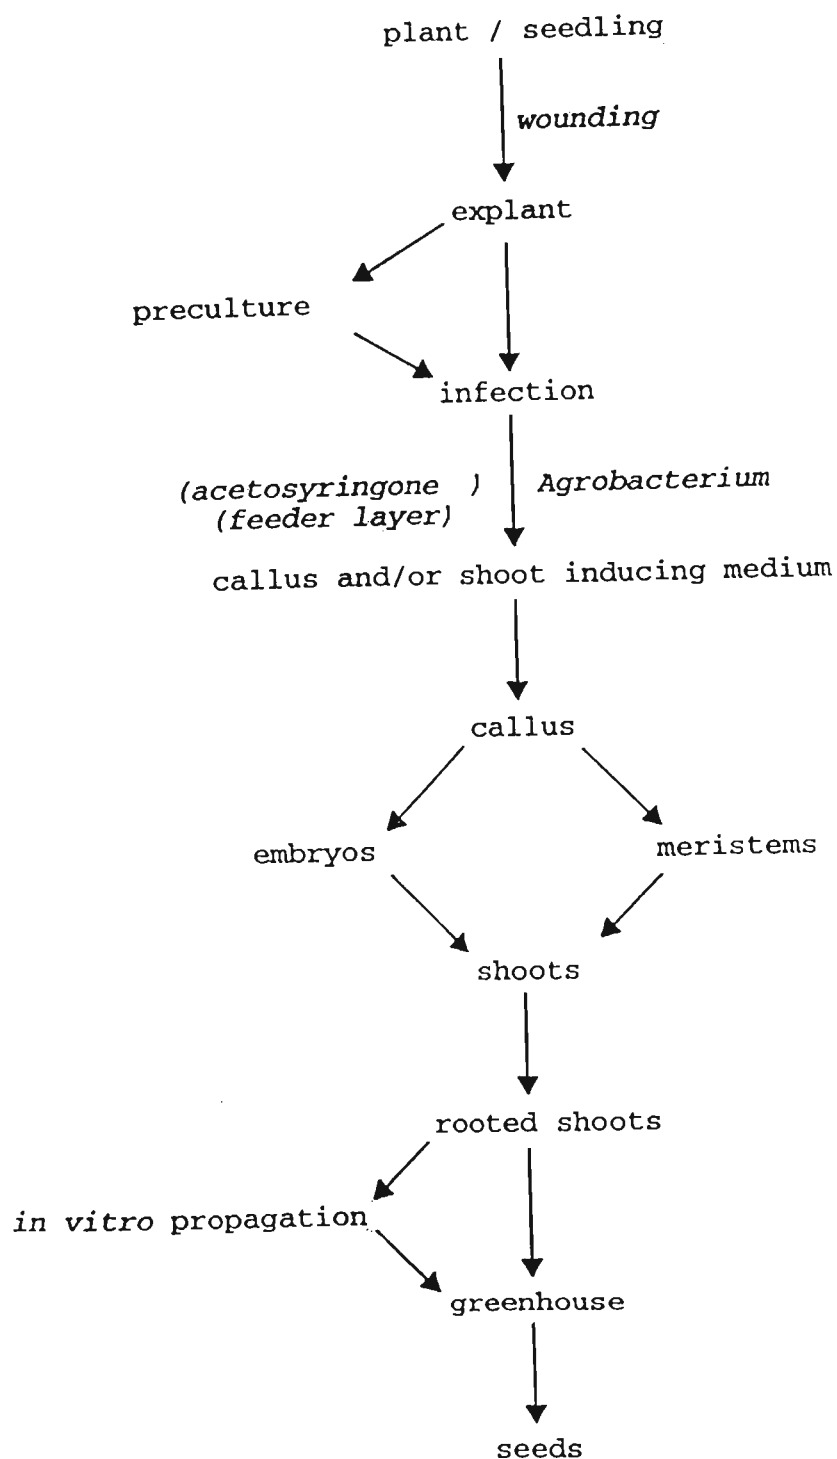 plant / seedling
wounding
explant
preculture
infection
(acetosyringone ) Agrobacterium
(feeder layer)
callus and/or shoot inducing medium
callus
embryos
meristems
shoots
rooted shoots
in vitro propagation
greenhouse
seeds